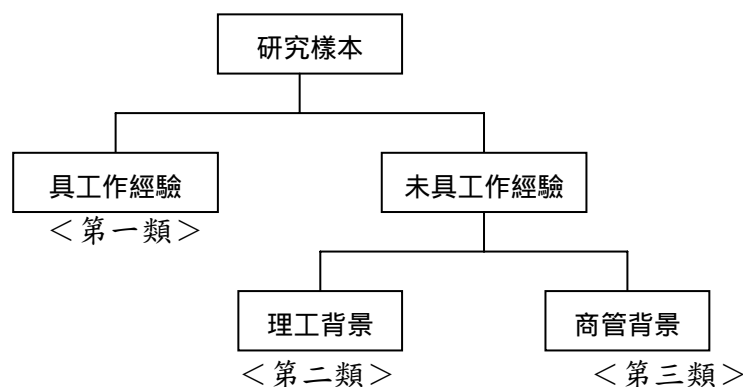 研究樣本
具工作經驗
未具工作經驗
＜第一類＞
理工背景
商管背景
＜第二類＞
＜第三類＞